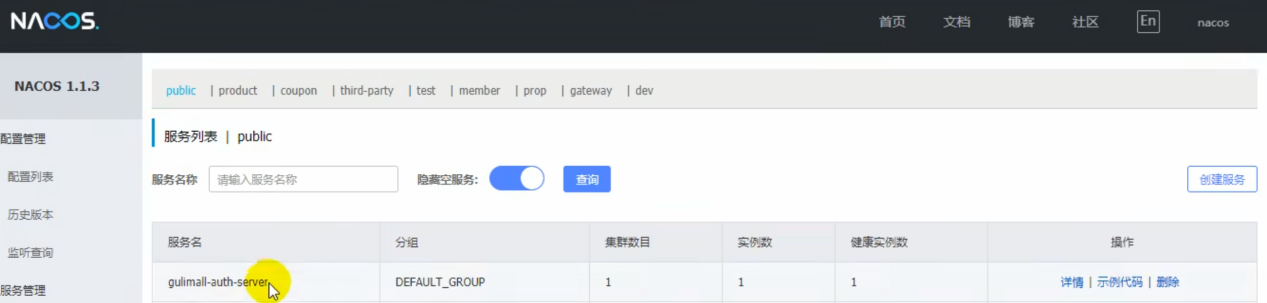 NACOS. 首页 文档 博客 社区 En nacos
NACOS 1.1.3
public | product | coupon | third-party | test | member | prop | gateway | dev
配置管理
服务列表 | public
配置列表
服务名称 请输入服务名称 隐藏空服务: 查询 创建服务
历史版本
服务名 分组 集群数目 实例数 健康实例数 操作
监听查询
gulimall-auth-server DEFAULT_GROUP 1 1 1 详情 | 示例代码 | 删除
服务管理